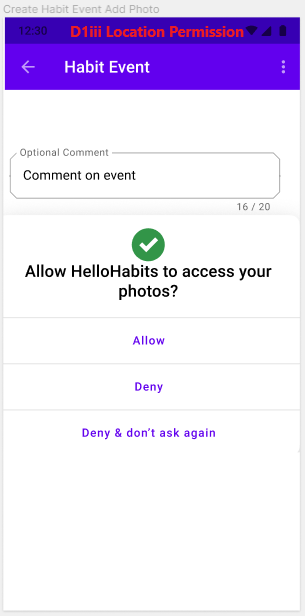 Create Habit Event Add Photo
12:30 D1iii Location Permission
Habit Event
Optional Comment
Comment on event
16 / 20
Allow HelloHabits to access your
photos?
Allow
Deny
Deny & don't ask again